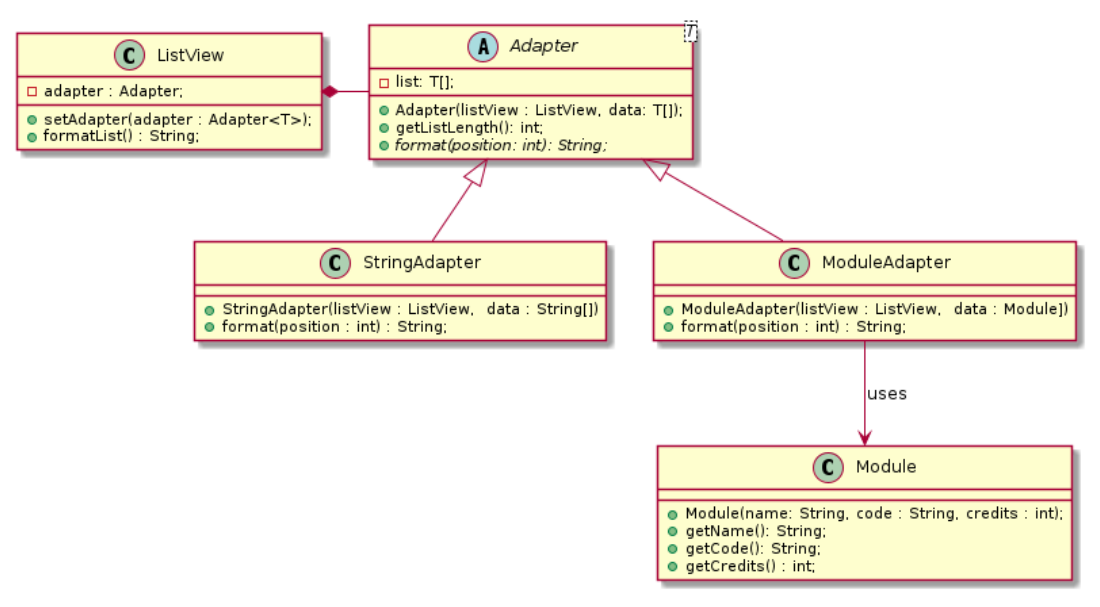 C ListView
adapter : Adapter;
setAdapter(adapter : Adapter<T>);
formatList() : String;
A Adapter
T
list: T[];
Adapter(listView : ListView, data: T[]);
getListLength(): int;
format(position: int): String;
C StringAdapter
StringAdapter(listView : ListView, data : String[])
format(position : int) : String;
C ModuleAdapter
ModuleAdapter(listView : ListView, data : Module])
format(position : int) : String;
uses
C Module
Module(name: String, code : String, credits : int);
getName(): String;
getCode(): String;
getCredits() : int;